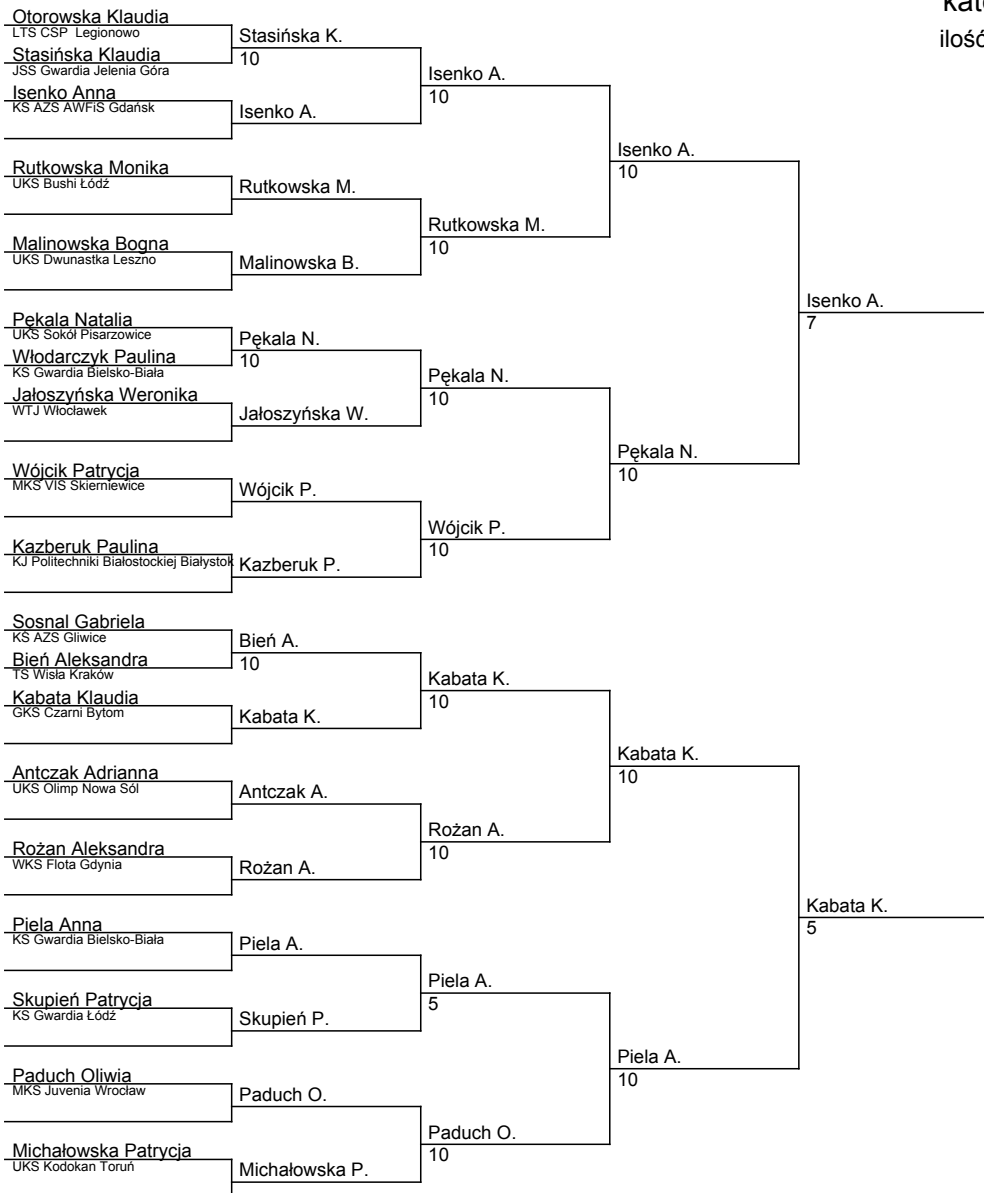 kate
ilość
Otorowska Klaudia
LTS CSP Legionowo
Stasińska Klaudia
JSS Gwardia Jelenia Góra
Isenko Anna
KS AZS AWFiS Gdańsk
Rutkowska Monika
UKS Bushi Łódź
Malinowska Bogna
UKS Dwunastka Leszno
Pękala Natalia
UKS Sokół Pisarzowice
Włodarczyk Paulina
KS Gwardia Bielsko-Biała
Jałoszyńska Weronika
WTJ Włocławek
Wójcik Patrycja
MKS VIS Skierniewice
Kazberuk Paulina
KJ Politechniki Białostockiej Białystok
Sosnal Gabriela
KS AZS Gliwice
Bień Aleksandra
TS Wisła Kraków
Kabata Klaudia
GKS Czarni Bytom
Antczak Adrianna
UKS Olimp Nowa Sól
Rożan Aleksandra
WKS Flota Gdynia
Piela Anna
KS Gwardia Bielsko-Biała
Skupień Patrycja
KS Gwardia Łódź
Paduch Oliwia
MKS Juvenia Wrocław
Michałowska Patrycja
UKS Kodokan Toruń
Stasińska K.
10
Isenko A.
Rutkowska M.
Malinowska B.
Pękala N.
10
Jałoszyńska W.
Wójcik P.
Kazberuk P.
Bień A.
10
Kabata K.
Antczak A.
Rożan A.
Piela A.
Skupień P.
Paduch O.
Michałowska P.
Isenko A.
10
Rutkowska M.
10
Pękala N.
10
Wójcik P.
10
Kabata K.
10
Rożan A.
10
Piela A.
5
Paduch O.
10
Isenko A.
10
Pękala N.
10
Kabata K.
10
Piela A.
10
Isenko A.
7
Kabata K.
5